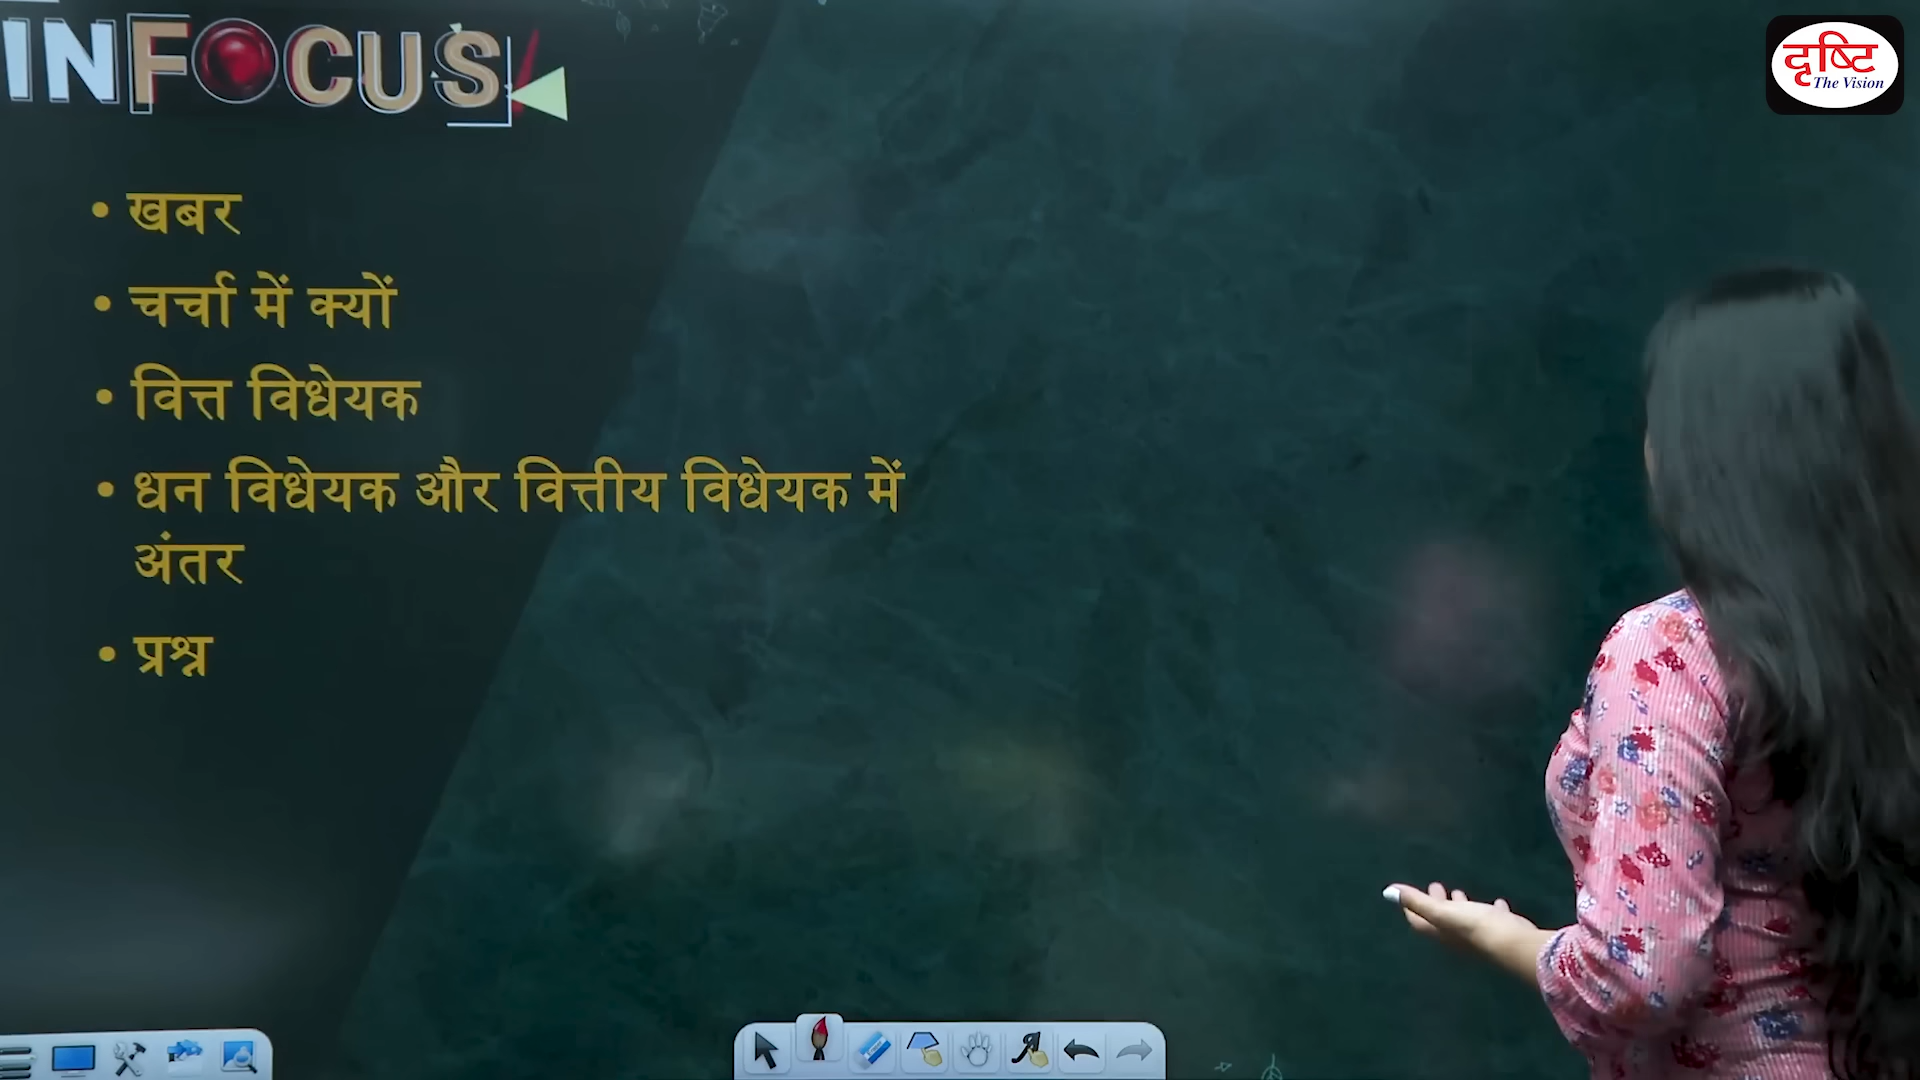 INFOCUS
दृष्टि
The Vision
• खबर
• चर्चा में क्यों
• वित्त विधेयक
• धन विधेयक और वित्तीय विधेयक में
अंतर
• प्रश्न